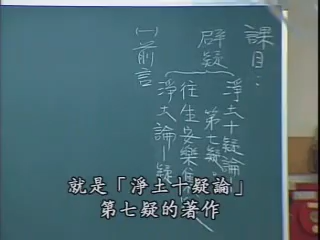 課目：
辟疑
淨土十疑論
第七疑
往生安樂
淨土論—疑
(一)前言
就是「淨土十疑論」
第七疑的著作